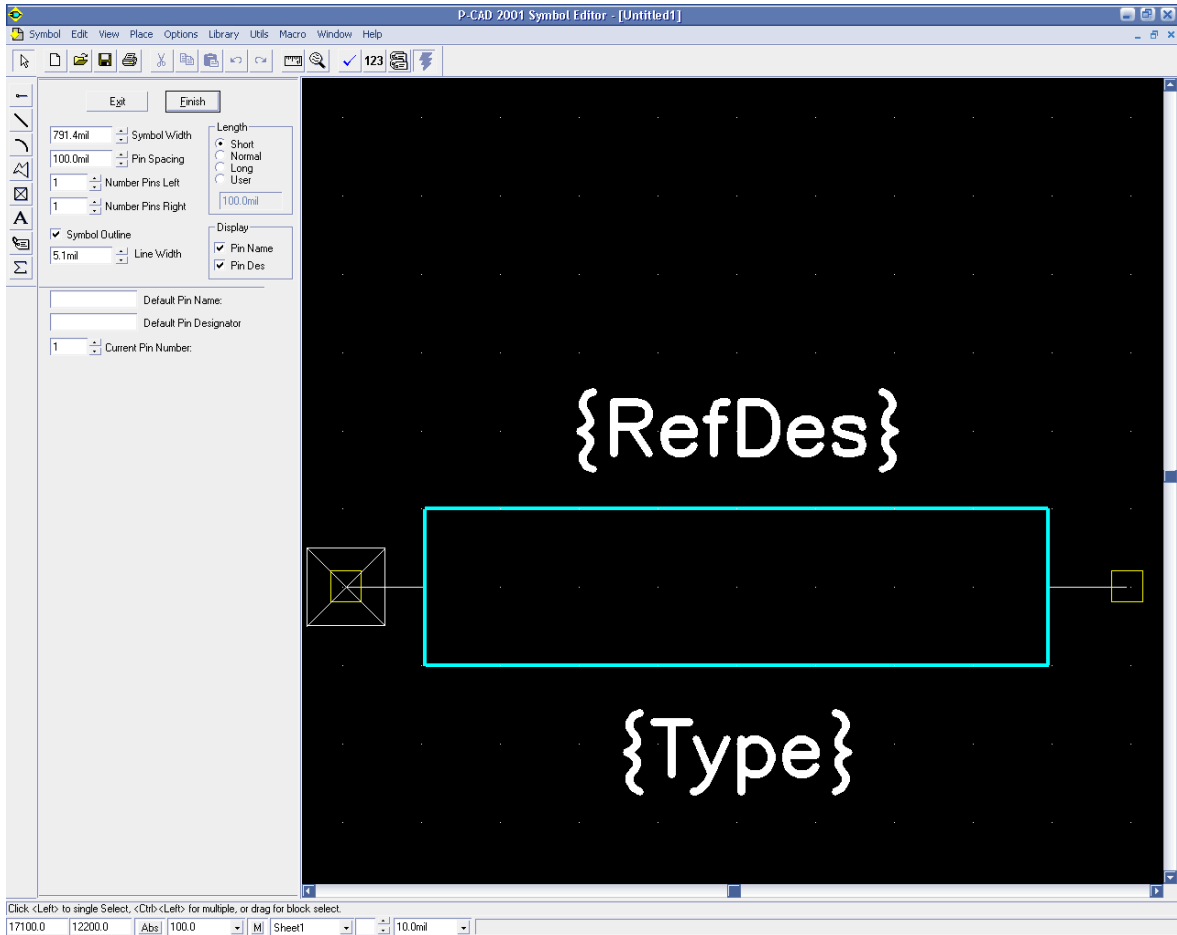 P-CAD 2001 Symbol Editor - [Untitled1]
Symbol Edit View Place Options Library Utils Macro Window Help
123
A
Σ
Exit Finish
791.4mil Symbol Width
100.0mil Pin Spacing
1 Number Pins Left
1 Number Pins Right
Length
Short
Normal
Long
User
100.0mil
Symbol Outline
5.1mil Line Width
Display
Pin Name
Pin Des
Default Pin Name:
Default Pin Designator
1 Current Pin Number:
{RefDes}
{Type}
Click <Left> to single Select, <Ctrl><Left> for multiple, or drag for block select.
17100.0 12200.0 Abs 100.0 M Sheet1 10.0mil